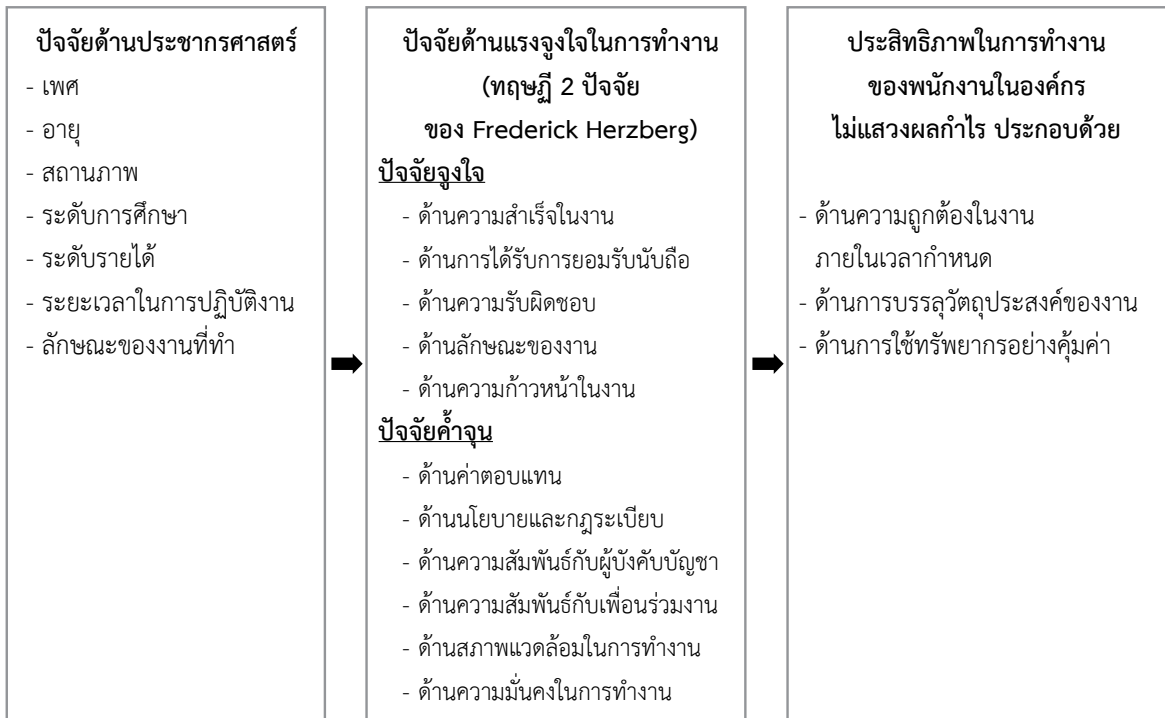 ปัจจัยด้านประชากรศาสตร์
- เพศ
- อายุ
- สถานภาพ
- ระดับการศึกษา
- ระดับรายได้
- ระยะเวลาในการปฏิบัติงาน
- ลักษณะของงานที่ทำ
ปัจจัยด้านแรงจูงใจในการทำงาน
(ทฤษฎี 2 ปัจจัย
ของ Frederick Herzberg)
ปัจจัยจูงใจ
- ด้านความสำเร็จในงาน
- ด้านการได้รับการยอมรับนับถือ
- ด้านความรับผิดชอบ
- ด้านลักษณะของงาน
- ด้านความก้าวหน้าในงาน
ปัจจัยค้ำจุน
- ด้านค่าตอบแทน
- ด้านนโยบายและกฎระเบียบ
- ด้านความสัมพันธ์กับผู้บังคับบัญชา
- ด้านความสัมพันธ์กับเพื่อนร่วมงาน
- ด้านสภาพแวดล้อมในการทำงาน
- ด้านความมั่นคงในการทำงาน
ประสิทธิภาพในการทำงาน
ของพนักงานในองค์กร
ไม่แสวงผลกำไร ประกอบด้วย
- ด้านความถูกต้องในงาน
ภายในเวลากำหนด
- ด้านการบรรลุวัตถุประสงค์ของงาน
- ด้านการใช้ทรัพยากรอย่างคุ้มค่า